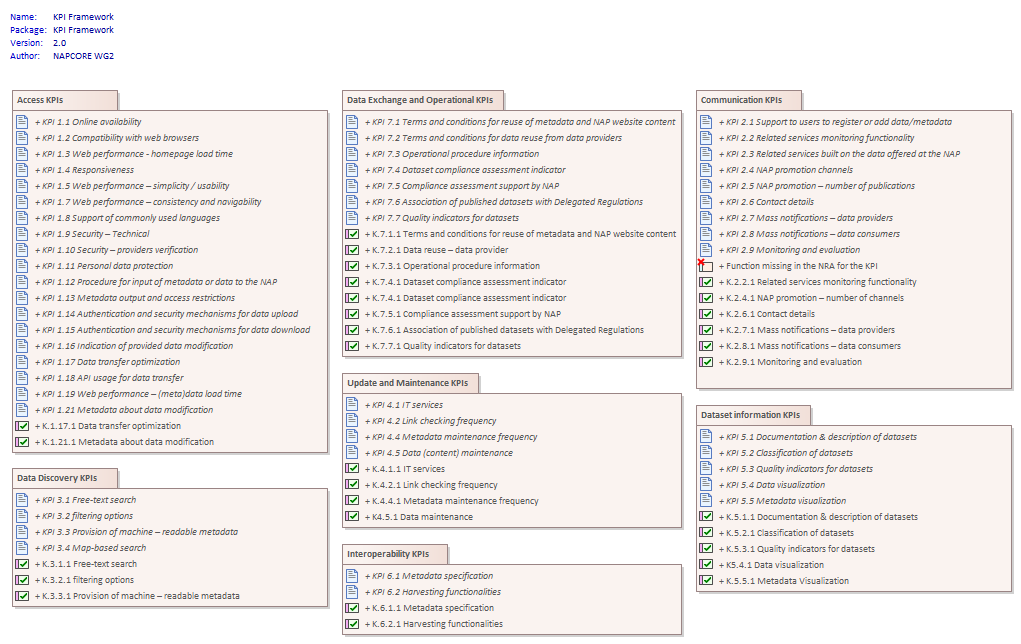 Name: KPI Framework
Package: KPI Framework
Version: 2.0
Author: NAPCORE WG2
Access KPIs
+ KPI 1.1 Online availability
+ KPI 1.2 Compatibility with web browsers
+ KPI 1.3 Web performance - homepage load time
+ KPI 1.4 Responsiveness
+ KPI 1.5 Web performance – simplicity / usability
+ KPI 1.7 Web performance – consistency and navigability
+ KPI 1.8 Support of commonly used languages
+ KPI 1.9 Security – Technical
+ KPI 1.10 Security – providers verification
+ KPI 1.11 Personal data protection
+ KPI 1.12 Procedure for input of metadata or data to the NAP
+ KPI 1.13 Metadata output and access restrictions
+ KPI 1.14 Authentication and security mechanisms for data upload
+ KPI 1.15 Authentication and security mechanisms for data download
+ KPI 1.16 Indication of provided data modification
+ KPI 1.17 Data transfer optimization
+ KPI 1.18 API usage for data transfer
+ KPI 1.19 Web performance – (meta)data load time
+ KPI 1.21 Metadata about data modification
+ K.1.17.1 Data transfer optimization
+ K.1.21.1 Metadata about data modification
Data Discovery KPIs
+ KPI 3.1 Free-text search
+ KPI 3.2 filtering options
+ KPI 3.3 Provision of machine – readable metadata
+ KPI 3.4 Map-based search
+ K.3.1.1 Free-text search
+ K.3.2.1 filtering options
+ K.3.3.1 Provision of machine – readable metadata
Data Exchange and Operational KPIs
+ KPI 7.1 Terms and conditions for reuse of metadata and NAP website content
+ KPI 7.2 Terms and conditions for data reuse from data providers
+ KPI 7.3 Operational procedure information
+ KPI 7.4 Dataset compliance assessment indicator
+ KPI 7.5 Compliance assessment support by NAP
+ KPI 7.6 Association of published datasets with Delegated Regulations
+ KPI 7.7 Quality indicators for datasets
+ K.7.1.1 Terms and conditions for reuse of metadata and NAP website content
+ K.7.2.1 Data reuse – data provider
+ K.7.3.1 Operational procedure information
+ K.7.4.1 Dataset compliance assessment indicator
+ K.7.4.1 Dataset compliance assessment indicator
+ K.7.5.1 Compliance assessment support by NAP
+ K.7.6.1 Association of published datasets with Delegated Regulations
+ K.7.7.1 Quality indicators for datasets
Update and Maintenance KPIs
+ KPI 4.1 IT services
+ KPI 4.2 Link checking frequency
+ KPI 4.4 Metadata maintenance frequency
+ KPI 4.5 Data (content) maintenance
+ K.4.1.1 IT services
+ K.4.2.1 Link checking frequency
+ K.4.4.1 Metadata maintenance frequency
+ K4.5.1 Data maintenance
Interoperability KPIs
+ KPI 6.1 Metadata specification
+ KPI 6.2 Harvesting functionalities
+ K.6.1.1 Metadata specification
+ K.6.2.1 Harvesting functionalities
Communication KPIs
+ KPI 2.1 Support to users to register or add data/metadata
+ KPI 2.2 Related services monitoring functionality
+ KPI 2.3 Related services built on the data offered at the NAP
+ KPI 2.4 NAP promotion channels
+ KPI 2.5 NAP promotion – number of publications
+ KPI 2.6 Contact details
+ KPI 2.7 Mass notifications – data providers
+ KPI 2.8 Mass notifications – data consumers
+ KPI 2.9 Monitoring and evaluation
+ Function missing in the NRA for the KPI
+ K.2.2.1 Related services monitoring functionality
+ K.2.4.1 NAP promotion – number of channels
+ K.2.6.1 Contact details
+ K.2.7.1 Mass notifications – data providers
+ K.2.8.1 Mass notifications – data consumers
+ K.2.9.1 Monitoring and evaluation
Dataset information KPIs
+ KPI 5.1 Documentation & description of datasets
+ KPI 5.2 Classification of datasets
+ KPI 5.3 Quality indicators for datasets
+ KPI 5.4 Data visualization
+ KPI 5.5 Metadata visualization
+ K.5.1.1 Documentation & description of datasets
+ K.5.2.1 Classification of datasets
+ K.5.3.1 Quality indicators for datasets
+ K5.4.1 Data visualization
+ K.5.5.1 Metadata Visualization